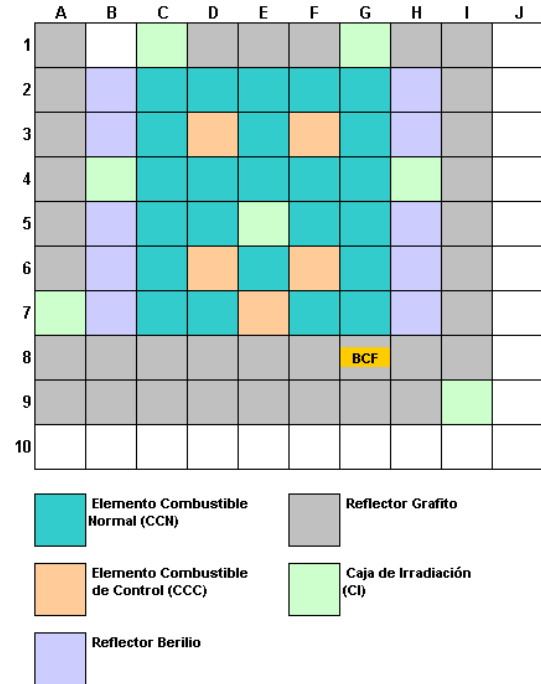 A B C D E F G H I J
1
2
3
4
5
6
7
8 BCF
9
10
Elemento Combustible
Normal (CCN)
Reflector Grafito
Elemento Combustible
de Control (CCC)
Caja de Irradiación
(CI)
Reflector Berilio